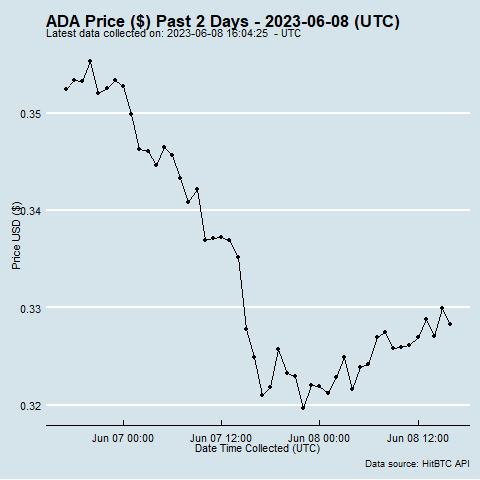 ADA Price ($) Past 2 Days - 2023-06-08 (UTC)
Latest data collected on: 2023-06-08 16:04:25 - UTC
0.35
0.34
0.33
0.32
Price USD ($)
Jun 07 00:00 Jun 07 12:00 Jun 08 00:00 Jun 08 12:00
Date Time Collected (UTC)
Data source: HitBTC API